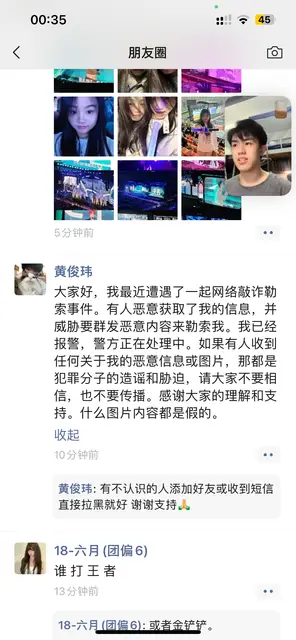 00:35
45
朋友圈
5分钟前
黄俊玮
大家好，我最近遭遇了一起网络敲诈勒
索事件。有人恶意获取了我的信息，并
威胁要群发恶意内容来勒索我。我已经
报警，警方正在处理中。如果有人收到
任何关于我的恶意信息或图片，那都是
犯罪分子的造谣和胁迫，请大家不要相
信，也不要传播。感谢大家的理解和支
持。什么图片内容都是假的。
收起
10分钟前
黄俊玮: 有不认识的人添加好友或收到短信
直接拉黑就好 谢谢支持🙏
18-六月(团偏6)
谁 打 王 者
13分钟前
18-六月(团偏6): 或者金铲铲。